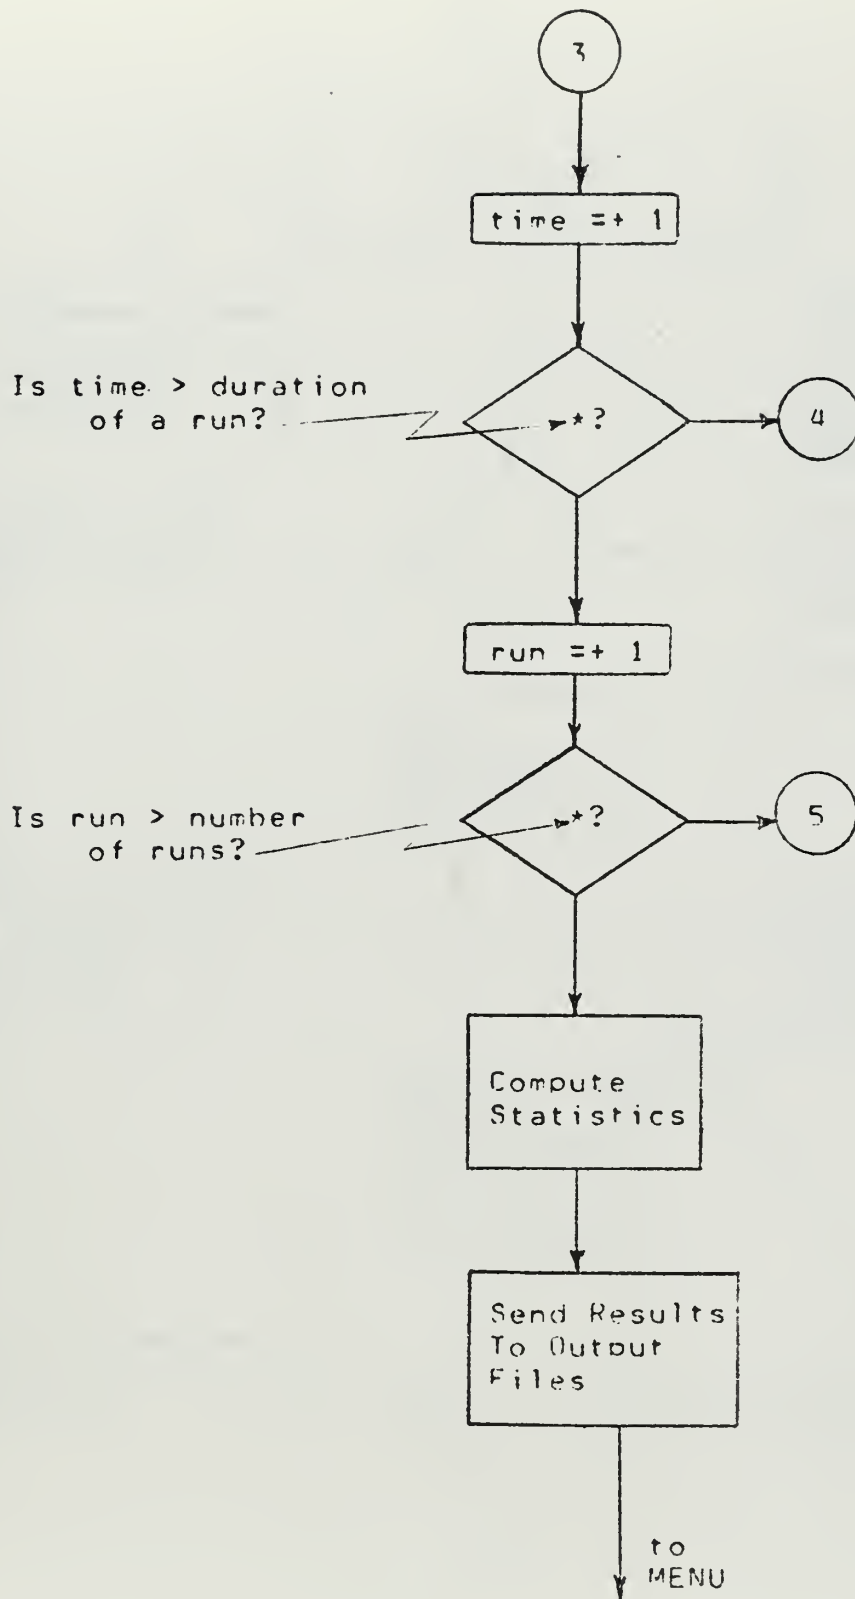 3
time =+ 1
Is time > duration
of a run?
*?
4
run =+ 1
Is run > number
of runs?
*?
5
Compute
Statistics
Send Results
To Output
Files
to
MENU